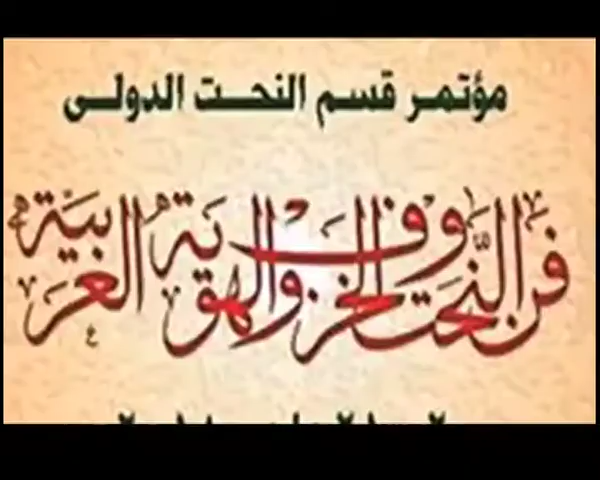 مؤتمر قسم النحت الدولى
فن النحت والخزف والهوية العربية